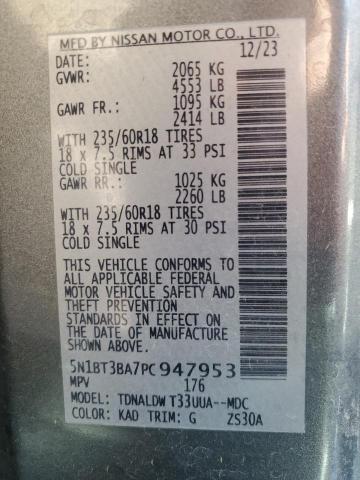 MFD BY NISSAN MOTOR CO., LTD.
DATE: 12/23
GVWR: 2065 KG
4553 LB
GAWR FR.: 1095 KG
2414 LB
WITH 235/60R18 TIRES
18 x 7.5 RIMS AT 33 PSI
COLD SINGLE
GAWR RR.: 1025 KG
2260 LB
WITH 235/60R18 TIRES
18 x 7.5 RIMS AT 30 PSI
COLD SINGLE
THIS VEHICLE CONFORMS TO
ALL APPLICABLE FEDERAL
MOTOR VEHICLE SAFETY AND
THEFT PREVENTION
STANDARDS IN EFFECT ON
THE DATE OF MANUFACTURE
SHOWN ABOVE.
5N1BT3BA7PC947953
MPV 176
MODEL: TDNALDW T33UUA--MDC
COLOR: KAD TRIM: G ZS30A